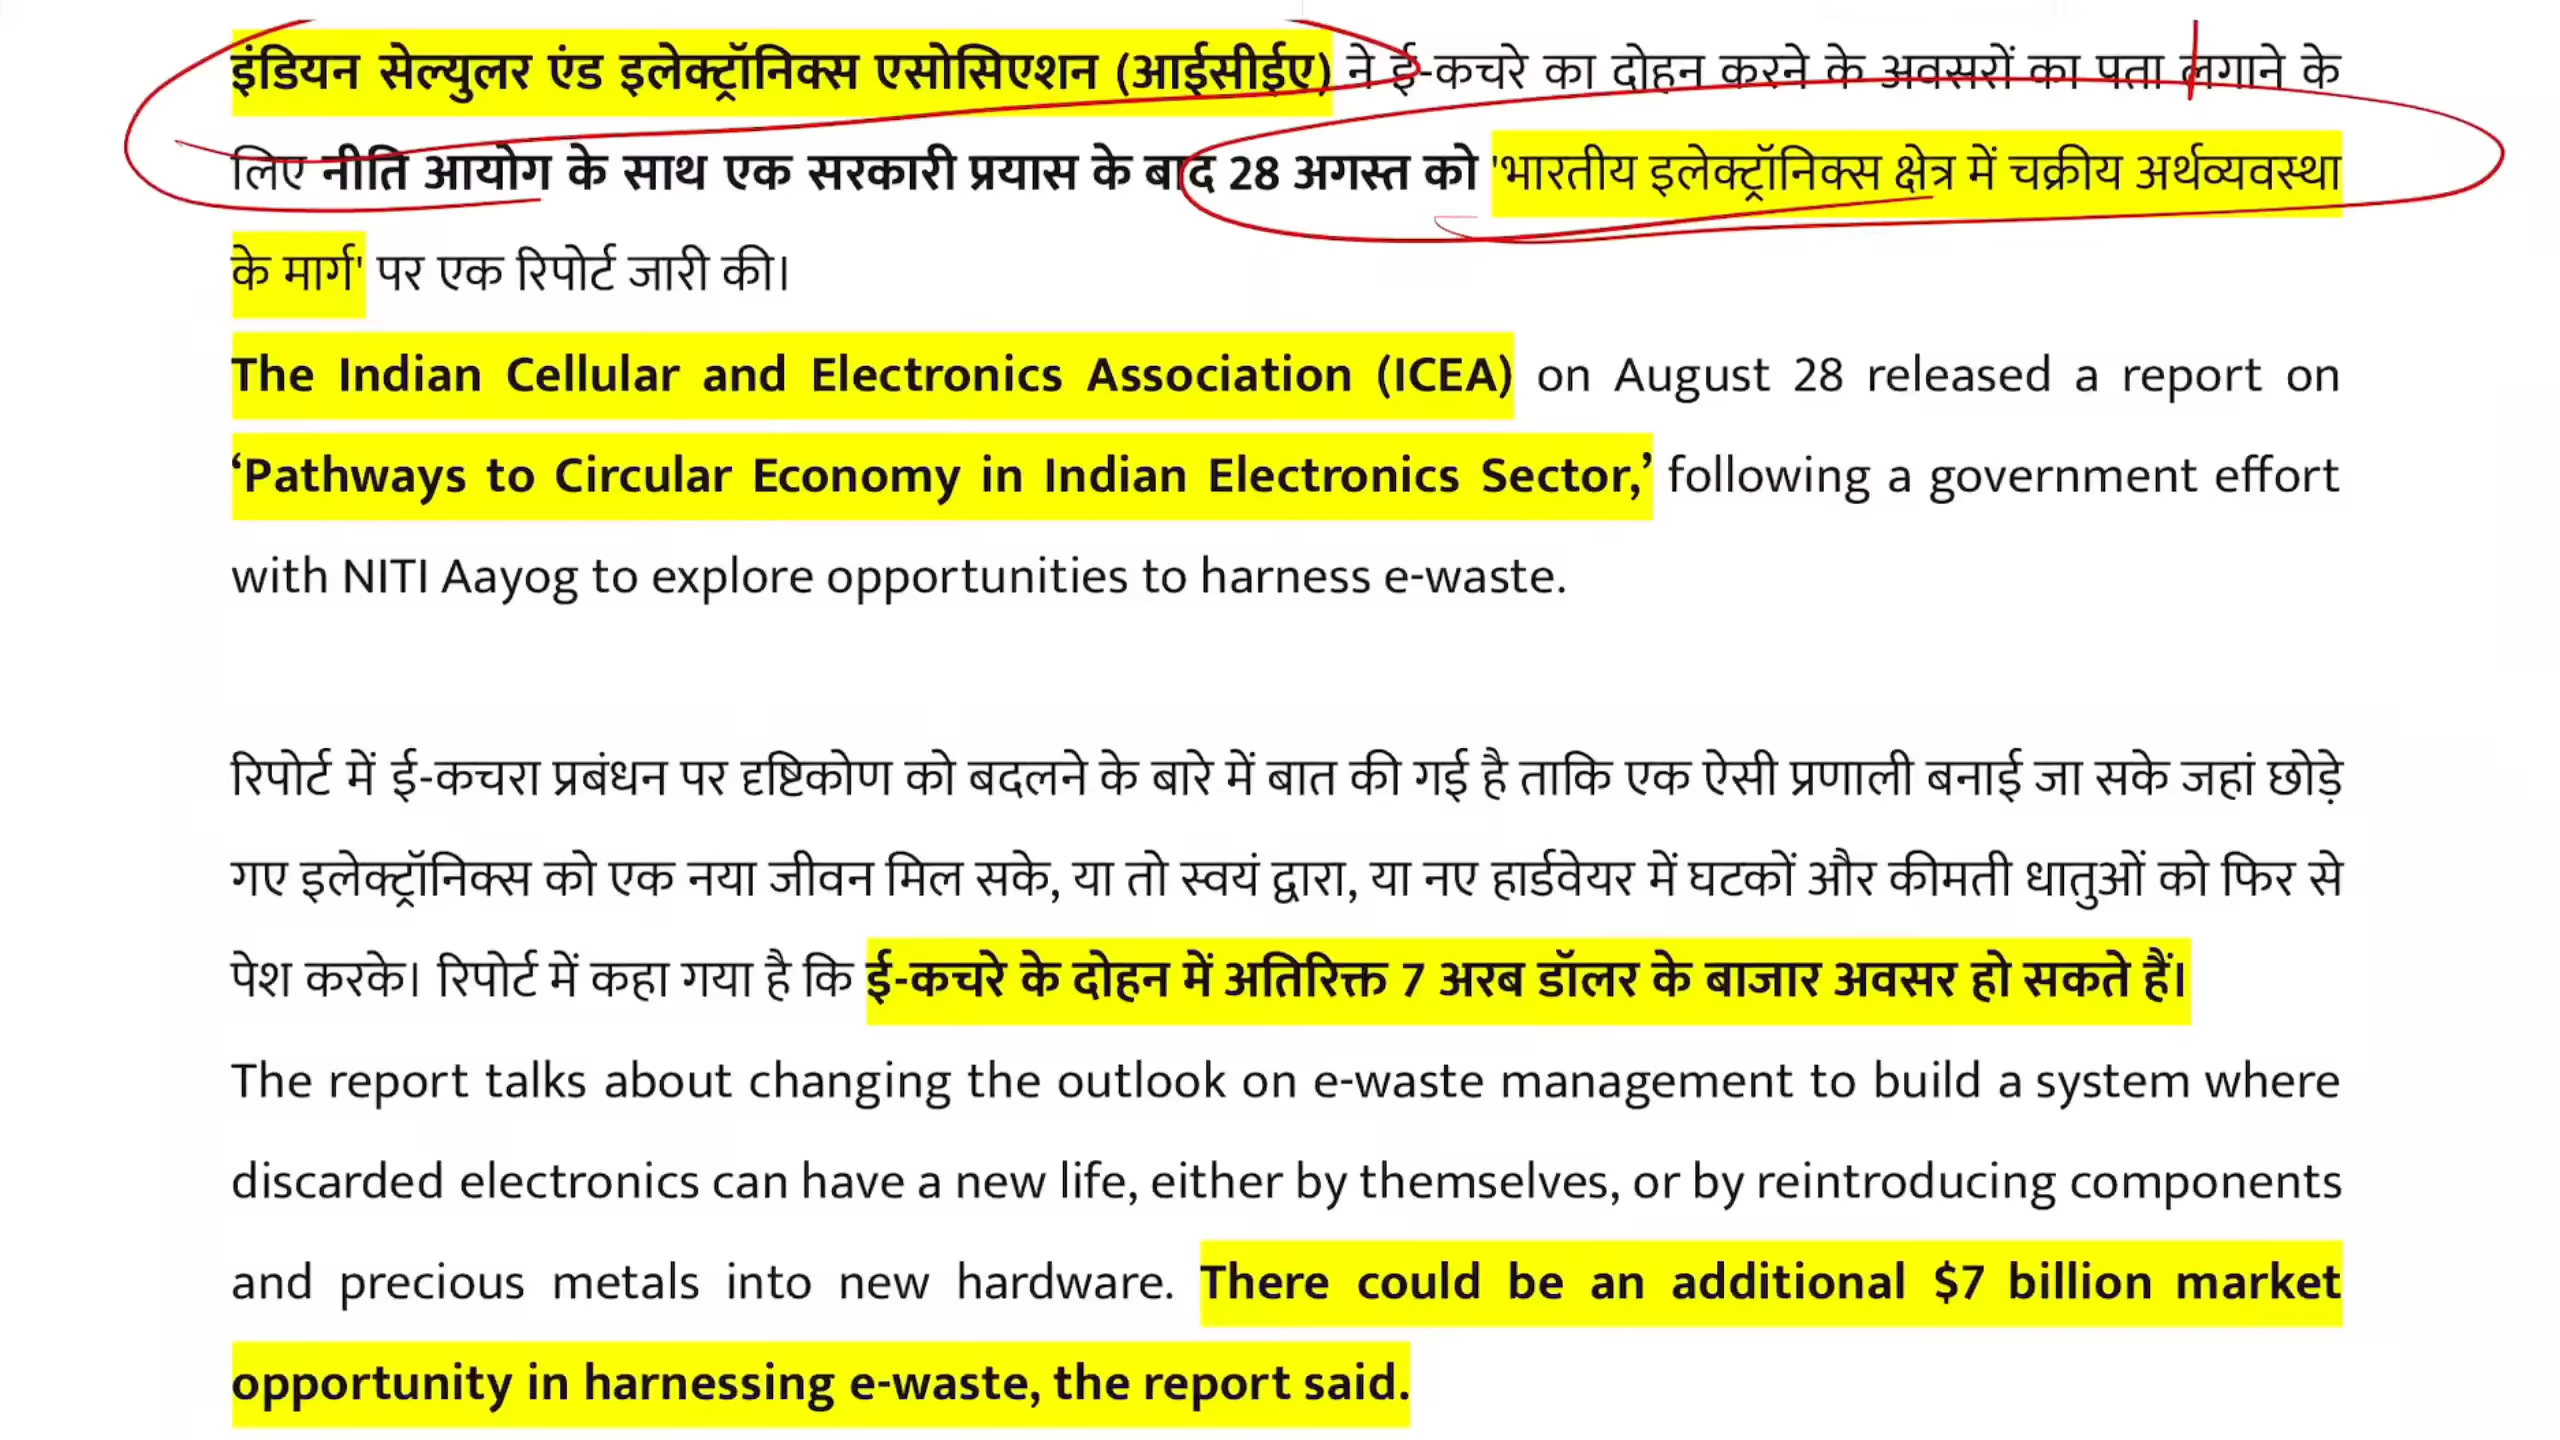 इंडियन सेल्युलर एंड इलेक्ट्रॉनिक्स एसोसिएशन (आईसीईए) ने ई-कचरे का दोहन करने के अवसरों का पता लगाने के
लिए नीति आयोग के साथ एक सरकारी प्रयास के बाद 28 अगस्त को 'भारतीय इलेक्ट्रॉनिक्स क्षेत्र में चक्रीय अर्थव्यवस्था
के मार्ग' पर एक रिपोर्ट जारी की।
The Indian Cellular and Electronics Association (ICEA) on August 28 released a report on
‘Pathways to Circular Economy in Indian Electronics Sector,’ following a government effort
with NITI Aayog to explore opportunities to harness e-waste.
रिपोर्ट में ई-कचरा प्रबंधन पर दृष्टिकोण को बदलने के बारे में बात की गई है ताकि एक ऐसी प्रणाली बनाई जा सके जहां छोड़े
गए इलेक्ट्रॉनिक्स को एक नया जीवन मिल सके, या तो स्वयं द्वारा, या नए हार्डवेयर में घटकों और कीमती धातुओं को फिर से
पेश करके। रिपोर्ट में कहा गया है कि ई-कचरे के दोहन में अतिरिक्त 7 अरब डॉलर के बाजार अवसर हो सकते हैं।
The report talks about changing the outlook on e-waste management to build a system where
discarded electronics can have a new life, either by themselves, or by reintroducing components
and precious metals into new hardware. There could be an additional $7 billion market
opportunity in harnessing e-waste, the report said.